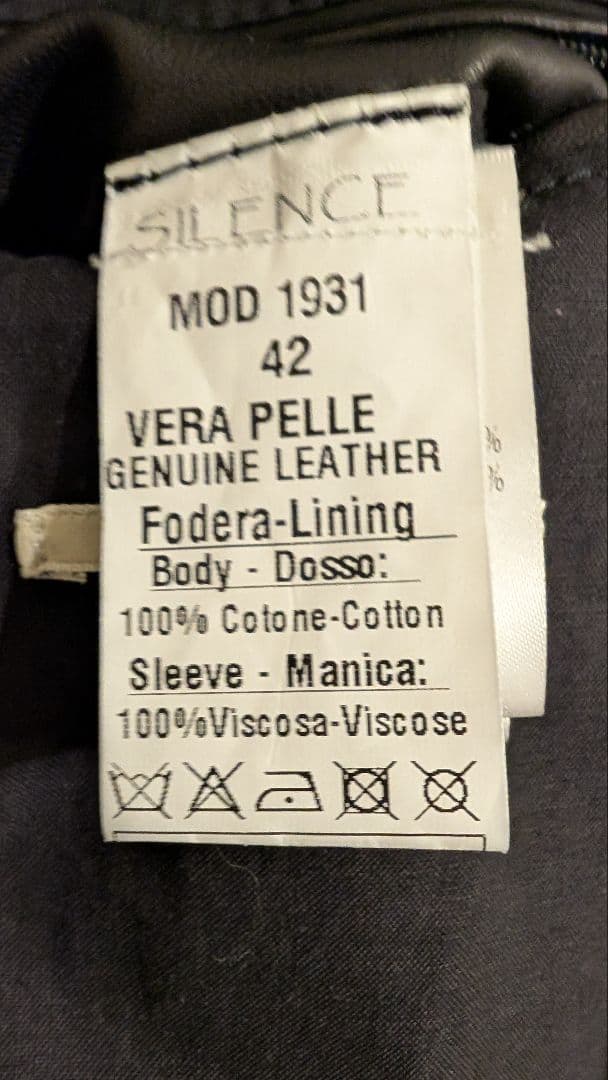 SILENCE
MOD 1931
42
VERA PELLE
GENUINE LEATHER
Fodera-Lining
Body - Dosso:
100% Cotone-Cotton
Sleeve - Manica:
100%Viscosa-Viscose
%
%